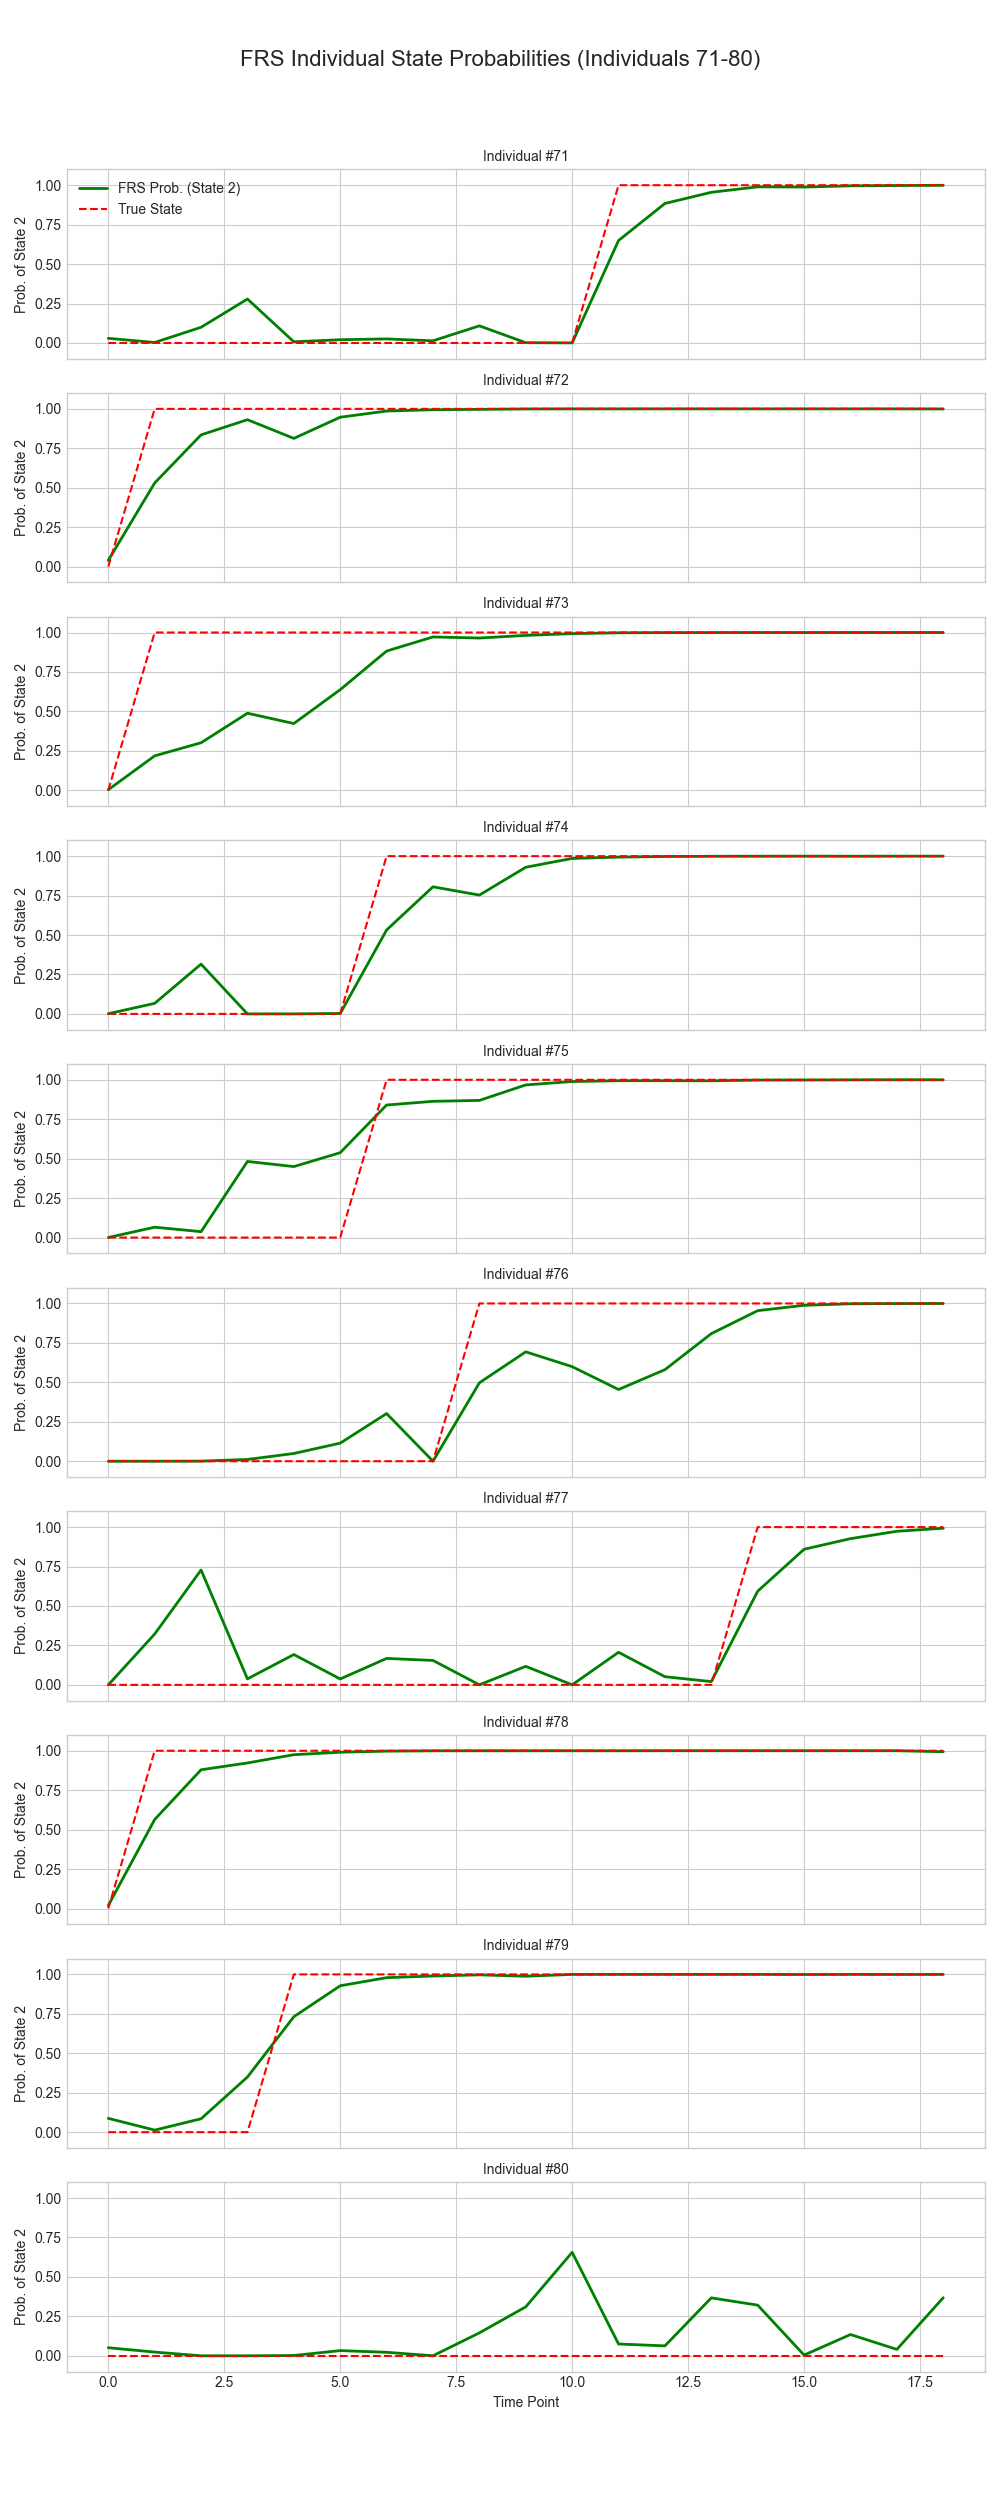 FRS Individual State Probabilities (Individuals 71-80)
Individual #71
FRS Prob. (State 2)
True State
Prob. of State 2
1.00
0.75
0.50
0.25
0.00
Individual #72
Prob. of State 2
1.00
0.75
0.50
0.25
0.00
Individual #73
Prob. of State 2
1.00
0.75
0.50
0.25
0.00
Individual #74
Prob. of State 2
1.00
0.75
0.50
0.25
0.00
Individual #75
Prob. of State 2
1.00
0.75
0.50
0.25
0.00
Individual #76
Prob. of State 2
1.00
0.75
0.50
0.25
0.00
Individual #77
Prob. of State 2
1.00
0.75
0.50
0.25
0.00
Individual #78
Prob. of State 2
1.00
0.75
0.50
0.25
0.00
Individual #79
Prob. of State 2
1.00
0.75
0.50
0.25
0.00
Individual #80
Prob. of State 2
1.00
0.75
0.50
0.25
0.00
0.0 2.5 5.0 7.5 10.0 12.5 15.0 17.5
Time Point